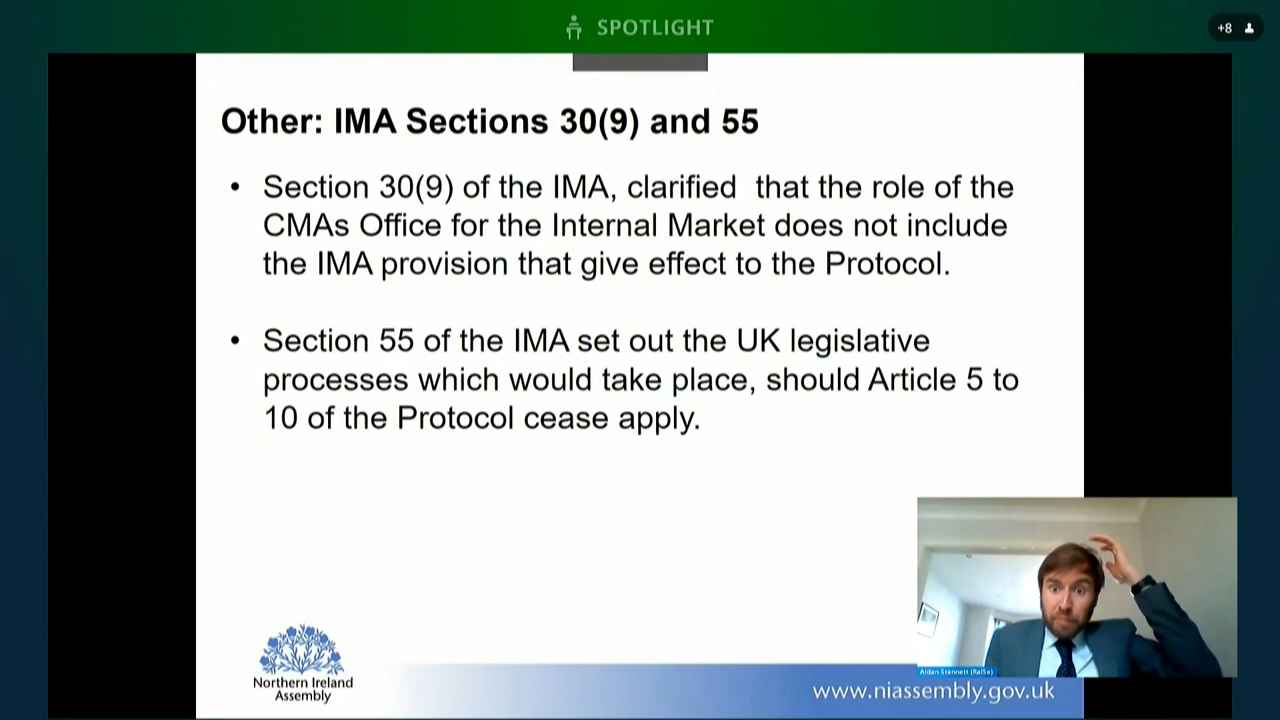 SPOTLIGHT
+8
Other: IMA Sections 30(9) and 55
• Section 30(9) of the IMA, clarified  that the role of the
CMAs Office for the Internal Market does not include
the IMA provision that give effect to the Protocol.
• Section 55 of the IMA set out the UK legislative
processes which would take place, should Article 5 to
10 of the Protocol cease apply.
Aidan Stennett (RaISe)
Northern Ireland
Assembly
www.niassembly.gov.uk